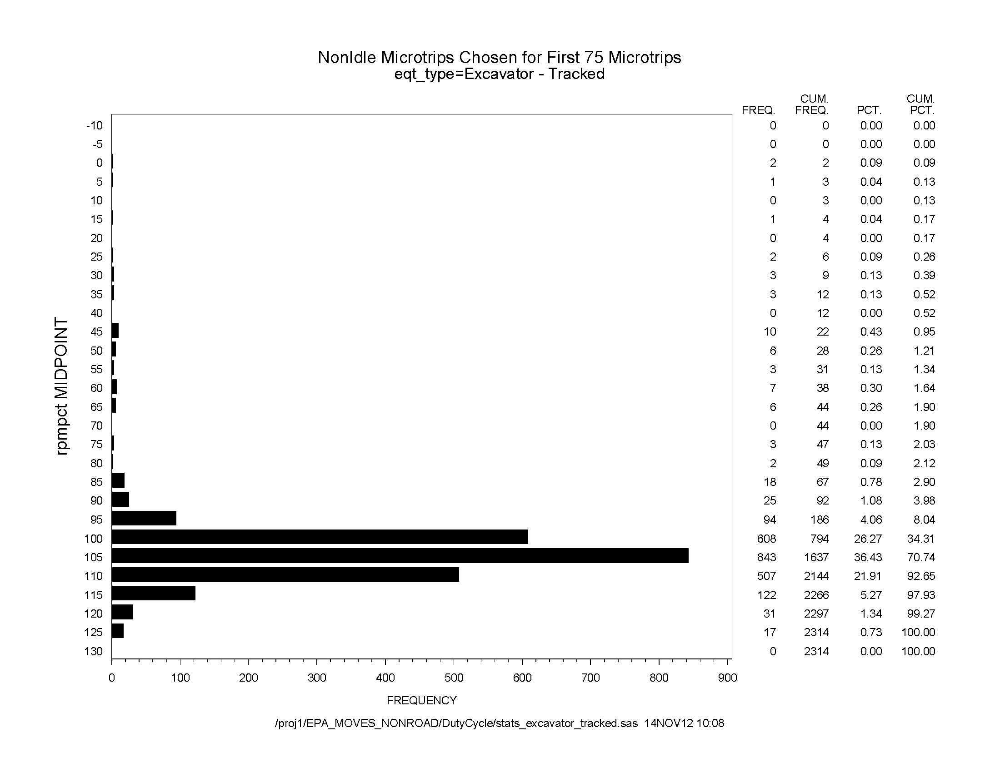 NonIdle Microtrips Chosen for First 75 Microtrips
eqt_type=Excavator - Tracked
CUM. CUM.
FREQ. FREQ. PCT. PCT.
-10 0 0 0.00 0.00
-5 0 0 0.00 0.00
0 2 2 0.09 0.09
5 1 3 0.04 0.13
10 0 3 0.00 0.13
15 1 4 0.04 0.17
20 0 4 0.00 0.17
25 2 6 0.09 0.26
30 3 9 0.13 0.39
35 3 12 0.13 0.52
40 0 12 0.00 0.52
45 10 22 0.43 0.95
50 6 28 0.26 1.21
55 3 31 0.13 1.34
60 7 38 0.30 1.64
65 6 44 0.26 1.90
70 0 44 0.00 1.90
75 3 47 0.13 2.03
80 2 49 0.09 2.12
85 18 67 0.78 2.90
90 25 92 1.08 3.98
95 94 186 4.06 8.04
100 608 794 26.27 34.31
105 843 1637 36.43 70.74
110 507 2144 21.91 92.65
115 122 2266 5.27 97.93
120 31 2297 1.34 99.27
125 17 2314 0.73 100.00
130 0 2314 0.00 100.00
rpmpct MIDPOINT
0 100 200 300 400 500 600 700 800 900
FREQUENCY
/proj1/EPA_MOVES_NONROAD/DutyCycle/stats_excavator_tracked.sas 14NOV12 10:08